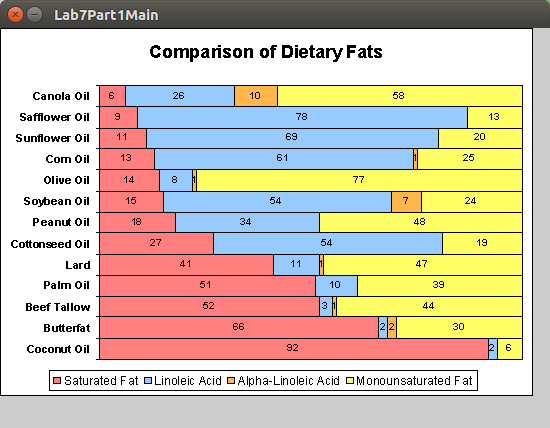 Lab7Part1Main
Comparison of Dietary Fats
Canola Oil 6 26 10 58
Safflower Oil 9 78 13
Sunflower Oil 11 69 20
Corn Oil 13 61 1 25
Olive Oil 14 8 1 77
Soybean Oil 15 54 7 24
Peanut Oil 18 34 48
Cottonseed Oil 27 54 19
Lard 41 11 1 47
Palm Oil 51 10 39
Beef Tallow 52 3 1 44
Butterfat 66 2 2 30
Coconut Oil 92 2 6
Saturated Fat Linoleic Acid Alpha-Linoleic Acid Monounsaturated Fat